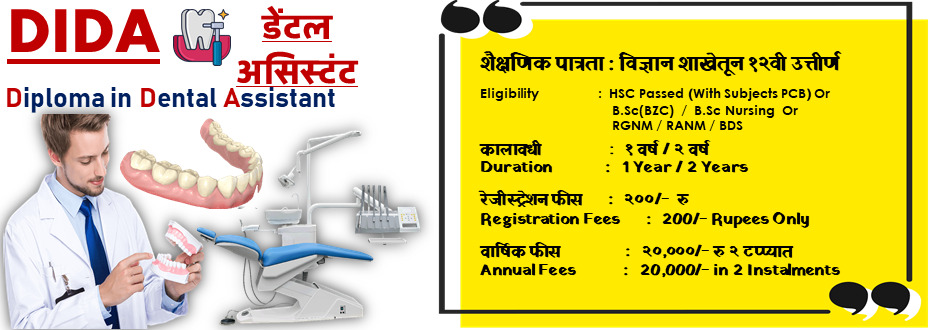 DIDA
डेंटल
असिस्टंट
Diploma in Dental Assistant
शैक्षणिक पात्रता : विज्ञान शाखेतून १२वी उत्तीर्ण
Eligibility : HSC Passed (With Subjects PCB) Or
B.Sc(BZC) / B.Sc Nursing Or
RGNM / RANM / BDS
कालावधी : १ वर्ष / २ वर्ष
Duration : 1 Year / 2 Years
रेजीस्ट्रेशन फीस : २००/- रु
Registration Fees : 200/- Rupees Only
वार्षिक फीस : २०,०००/- रु २ टप्प्यात
Annual Fees : 20,000/- in 2 Instalments